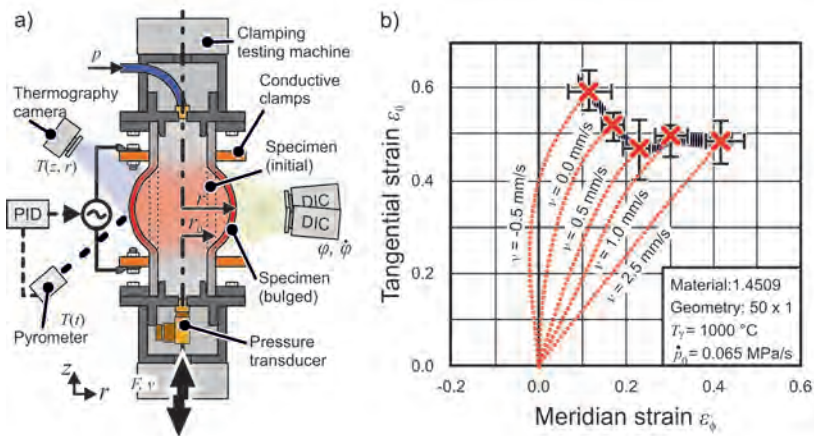 a)
Clamping
testing machine
p
Conductive
clamps
Thermography
camera
T(z, r)
Specimen
(initial)
r
r₀
PID
DIC
DIC
φ, φ̇
Specimen
(bulged)
T(t)
Pyrometer
Pressure
transducer
F, v
z
r
b)
Tangential strain ε
0.6
0.4
0.2
0.0
-0.2
0.0
0.2
0.4
0.6
Meridian strain ε
ν = -0.5 mm/s
ν = 0.0 mm/s
ν = 0.5 mm/s
ν = 1.0 mm/s
ν = 2.5 mm/s
Material:1.4509
Geometry: 50 x 1
T = 1000 °C
ṗ₀ = 0.065 MPa/s